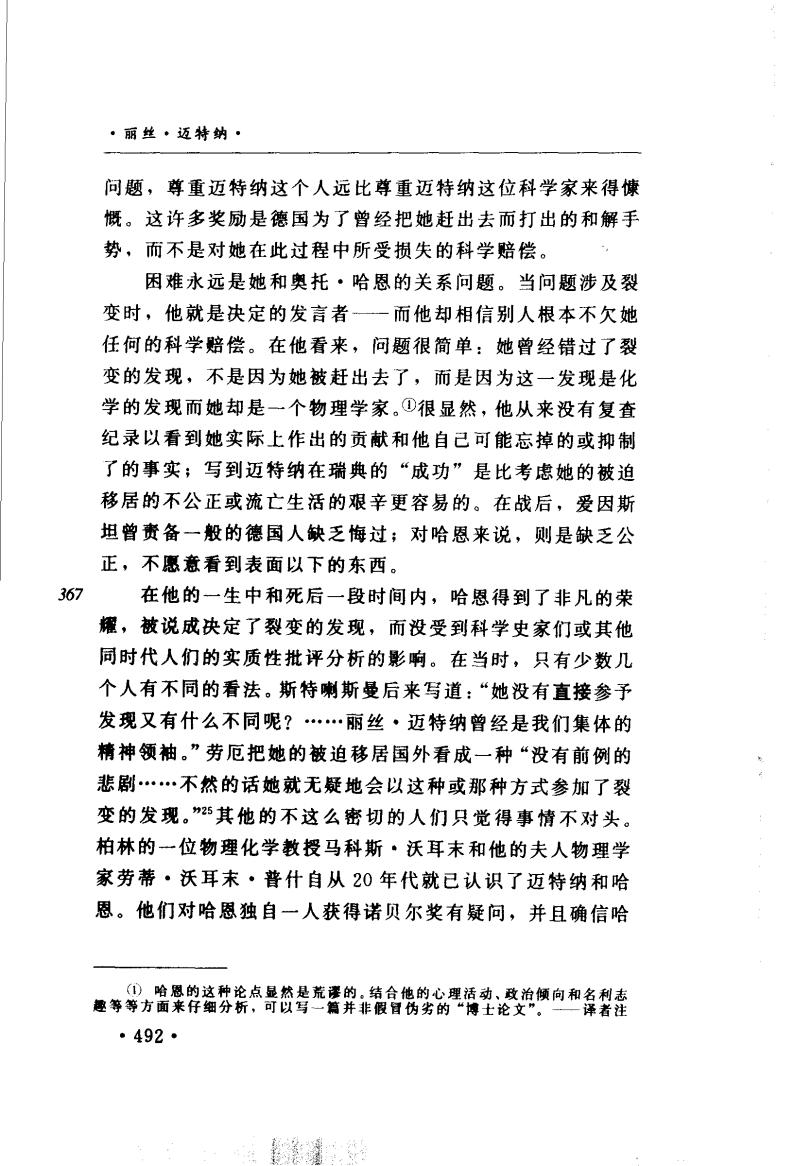 ·丽丝·迈特纳·
问题，尊重迈特纳这个人远比尊重迈特纳这位科学家来得慷
慨。这许多奖励是德国为了曾经把她赶出去而打出的和解手
势，而不是对她在此过程中所受损失的科学赔偿。
困难永远是她和奥托·哈恩的关系问题。当问题涉及裂
变时，他就是决定的发言者——而他却相信别人根本不欠她
任何的科学赔偿。在他看来，问题很简单：她曾经错过了裂
变的发现，不是因为她被赶出去了，而是因为这一发现是化
学的发现而她却是一个物理学家。①很显然，他从来没有复查
纪录以看到她实际上作出的贡献和他自己可能忘掉的或抑制
了的事实；写到迈特纳在瑞典的“成功”是比考虑她的被迫
移居的不公正或流亡生活的艰辛更容易的。在战后，爱因斯
坦曾责备一般的德国人缺乏悔过；对哈恩来说，则是缺乏公
正，不愿意看到表面以下的东西。
367
在他的一生中和死后一段时间内，哈恩得到了非凡的荣
耀，被说成决定了裂变的发现，而没受到科学史家们或其他
同时代人们的实质性批评分析的影响。在当时，只有少数几
个人有不同的看法。斯特喇斯曼后来写道：“她没有直接参予
发现又有什么不同呢？……丽丝·迈特纳曾经是我们集体的
精神领袖。”劳厄把她的被迫移居国外看成一种“没有前例的
悲剧……不然的话她就无疑地会以这种或那种方式参加了裂
变的发现。”25其他的不这么密切的人们只觉得事情不对头。
柏林的一位物理化学教授马科斯·沃耳末和他的夫人物理学
家劳蒂·沃耳末·普什自从 20 年代就已认识了迈特纳和哈
恩。他们对哈恩独自一人获得诺贝尔奖有疑问，并且确信哈
① 哈恩的这种论点显然是荒谬的。结合他的心理活动、政治倾向和名利志
趣等等方面来仔细分析，可以写一篇并非假冒伪劣的“博士论文”。——译者注
·492·